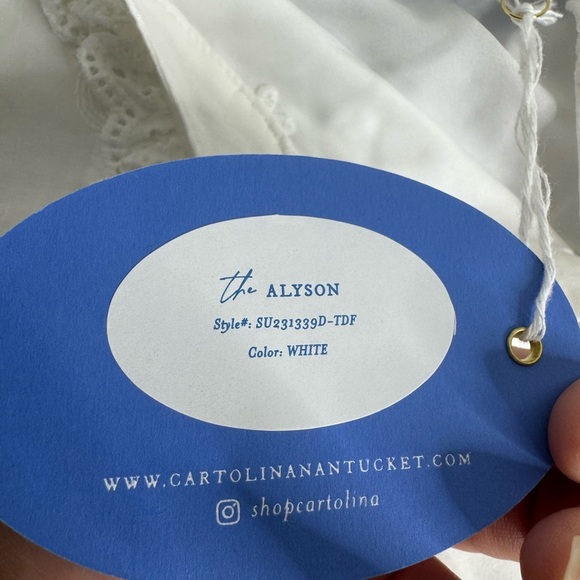 the ALYSON
Style#: SU231339D-TDF
Color: WHITE
WWW.CARTOLINANANTUCKET.COM
shopcartolina